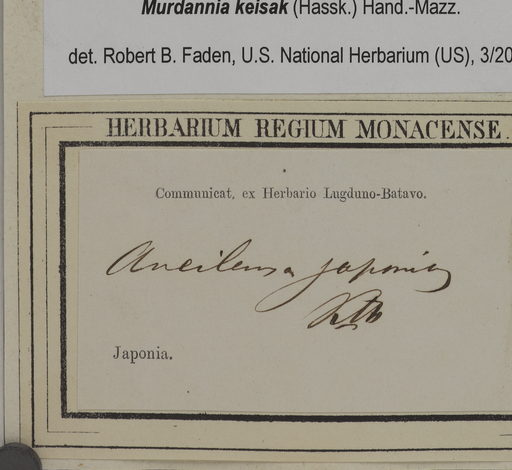 Murdannia keisak (Hassk.) Hand.-Mazz.
det. Robert B. Faden, U.S. National Herbarium (US), 3/20
HERBARIUM REGIUM MONACENSE.
Communicat. ex Herbario Lugduno-Batavo.
Aneilema japonica
Kth
Japonia.